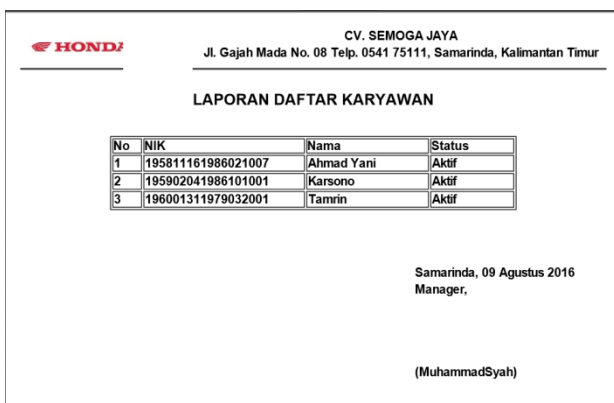 HONDA
CV. SEMOGA JAYA
Jl. Gajah Mada No. 08 Telp. 0541 75111, Samarinda, Kalimantan Timur
LAPORAN DAFTAR KARYAWAN
No NIK Nama Status
1 195811161986021007 Ahmad Yani Aktif
2 195902041986101001 Karsono Aktif
3 196001311979032001 Tamrin Aktif
Samarinda, 09 Agustus 2016
Manager,
(MuhammadSyah)